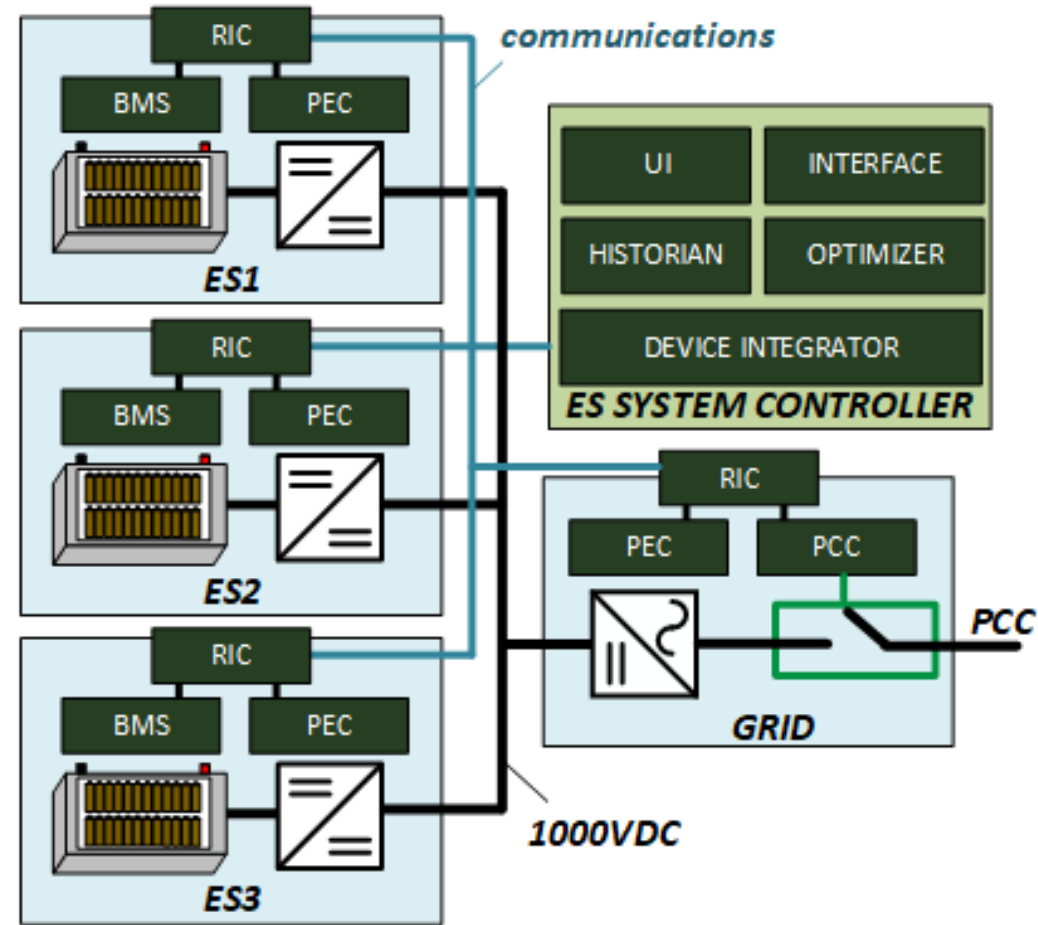 RIC
communications
BMS
PEC
ES1
UI
INTERFACE
HISTORIAN
OPTIMIZER
DEVICE INTEGRATOR
ES SYSTEM CONTROLLER
RIC
BMS
PEC
ES2
RIC
PEC
PCC
PCC
GRID
RIC
BMS
PEC
ES3
1000VDC